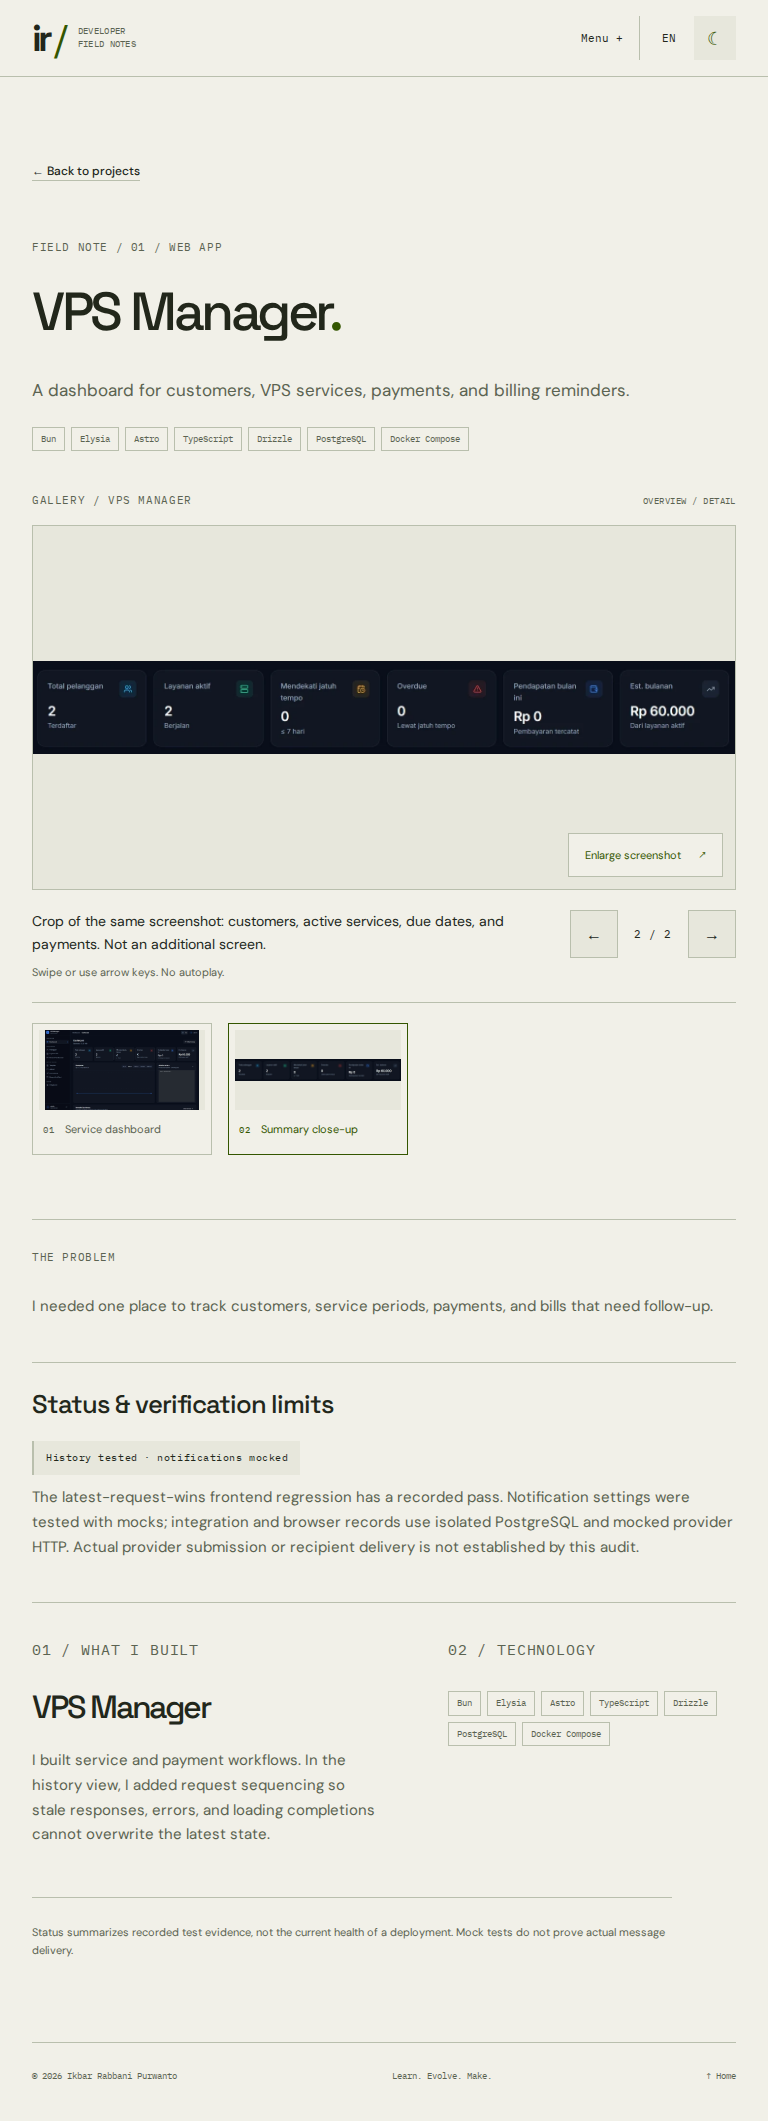 ir/ DEVELOPER
FIELD NOTES
Menu +
EN
← Back to projects
FIELD NOTE / 01 / WEB APP
VPS Manager.
A dashboard for customers, VPS services, payments, and billing reminders.
Bun Elysia Astro TypeScript Drizzle PostgreSQL Docker Compose
GALLERY / VPS MANAGER
OVERVIEW / DETAIL
Total pelanggan
2
Terdaftar
Layanan aktif
2
Berjalan
Mendekati jatuh
tempo
0
≤ 7 hari
Overdue
0
Lewat jatuh tempo
Pendapatan bulan
ini
Rp 0
Pembayaran tercatat
Est. bulanan
Rp 60.000
Dari layanan aktif
Enlarge screenshot ↗
Crop of the same screenshot: customers, active services, due dates, and
payments. Not an additional screen.
Swipe or use arrow keys. No autoplay.
← 2 / 2 →
01 Service dashboard
02 Summary close-up
THE PROBLEM
I needed one place to track customers, service periods, payments, and bills that need follow-up.
Status & verification limits
History tested · notifications mocked
The latest-request-wins frontend regression has a recorded pass. Notification settings were
tested with mocks; integration and browser records use isolated PostgreSQL and mocked provider
HTTP. Actual provider submission or recipient delivery is not established by this audit.
01 / WHAT I BUILT
VPS Manager
I built service and payment workflows. In the
history view, I added request sequencing so
stale responses, errors, and loading completions
cannot overwrite the latest state.
02 / TECHNOLOGY
Bun Elysia Astro TypeScript Drizzle
PostgreSQL Docker Compose
Status summarizes recorded test evidence, not the current health of a deployment. Mock tests do not prove actual message
delivery.
© 2026 Ikbar Rabbani Purwanto
Learn. Evolve. Make.
↑ Home